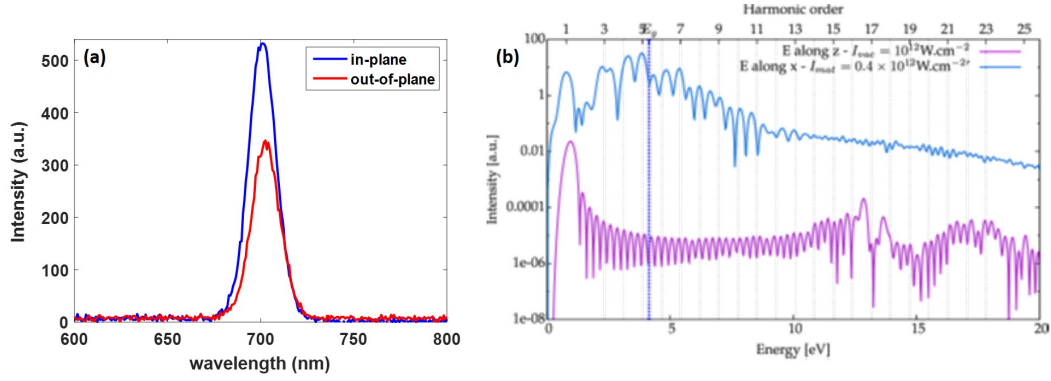 (a)
in-plane
out-of-plane
500
400
300
200
100
0
Intensity (a.u.)
600
650
700
750
800
wavelength (nm)
(b)
Harmonic order
1 3 5 E_g 7 9 11 13 15 17 19 21 23 25
E along z - I_vac = 10^12 W.cm^-2
E along x - I_mat = 0.4 × 10^12 W.cm^-2'
100
1
0.01
0.0001
1e-06
1e-08
Intensity [a.u.]
0 5 10 15 20
Energy [eV]